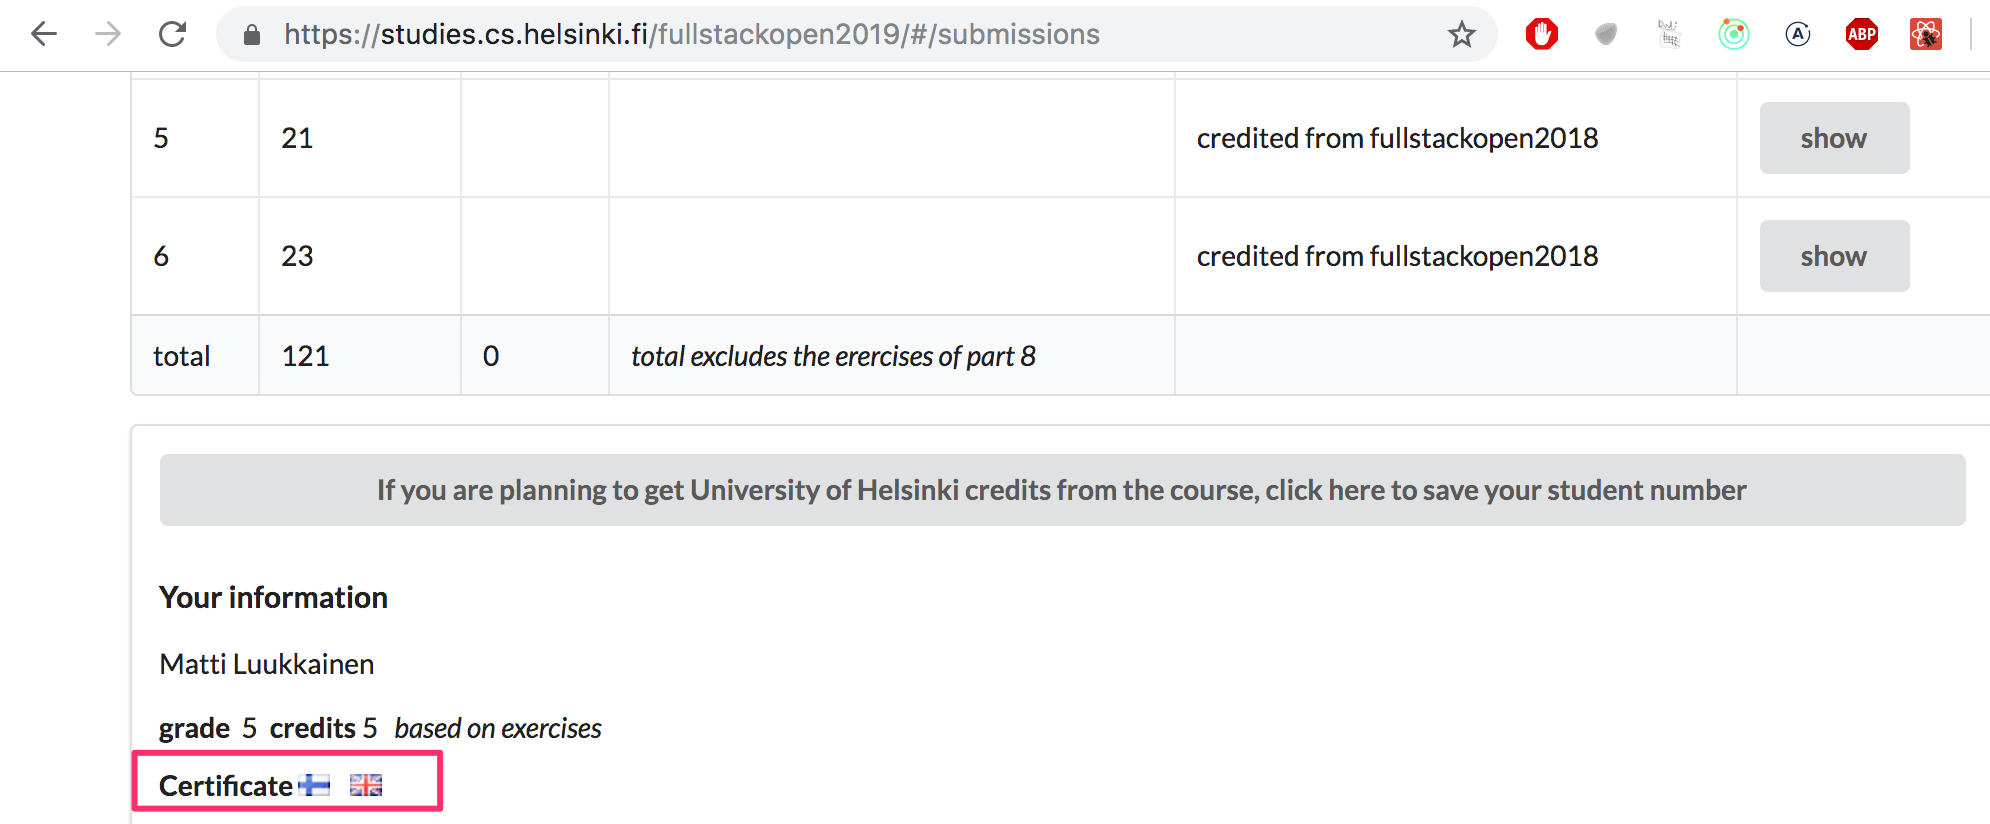 https://studies.cs.helsinki.fi/fullstackopen2019/#/submissions
ABP
5 21 credited from fullstackopen2018 show
6 23 credited from fullstackopen2018 show
total 121 0 total excludes the erercises of part 8
If you are planning to get University of Helsinki credits from the course, click here to save your student number
Your information
Matti Luukkainen
grade 5 credits 5 based on exercises
Certificate